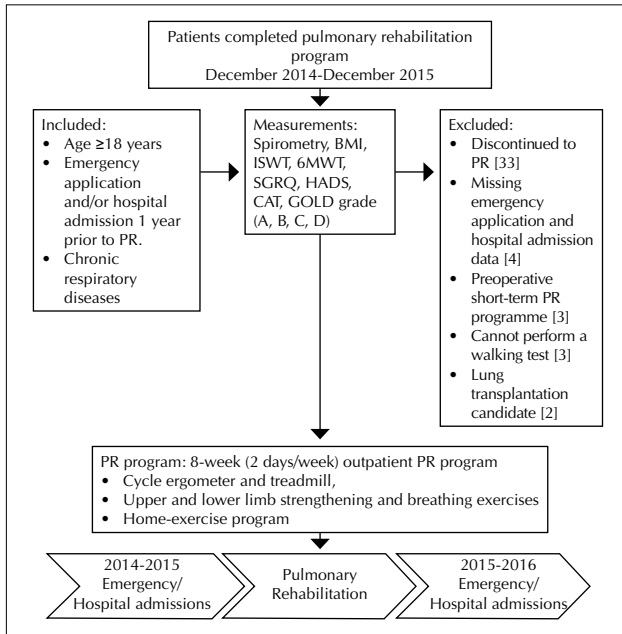 Patients completed pulmonary rehabilitation
program
December 2014-December 2015
Included:
• Age ≥18 years
• Emergency
application
and/or hospital
admission 1 year
prior to PR.
• Chronic
respiratory
diseases
Measurements:
Spirometry, BMI,
ISWT, 6MWT,
SGRQ, HADS,
CAT, GOLD grade
(A, B, C, D)
Excluded:
• Discontinued to
PR [33]
• Missing
emergency
application and
hospital admission
data [4]
• Preoperative
short-term PR
programme [3]
• Cannot perform a
walking test [3]
• Lung
transplantation
candidate [2]
PR program: 8-week (2 days/week) outpatient PR program
• Cycle ergometer and treadmill,
• Upper and lower limb strengthening and breathing exercises
• Home-exercise program
2014-2015
Emergency/
Hospital admissions
Pulmonary
Rehabilitation
2015-2016
Emergency/
Hospital admissions